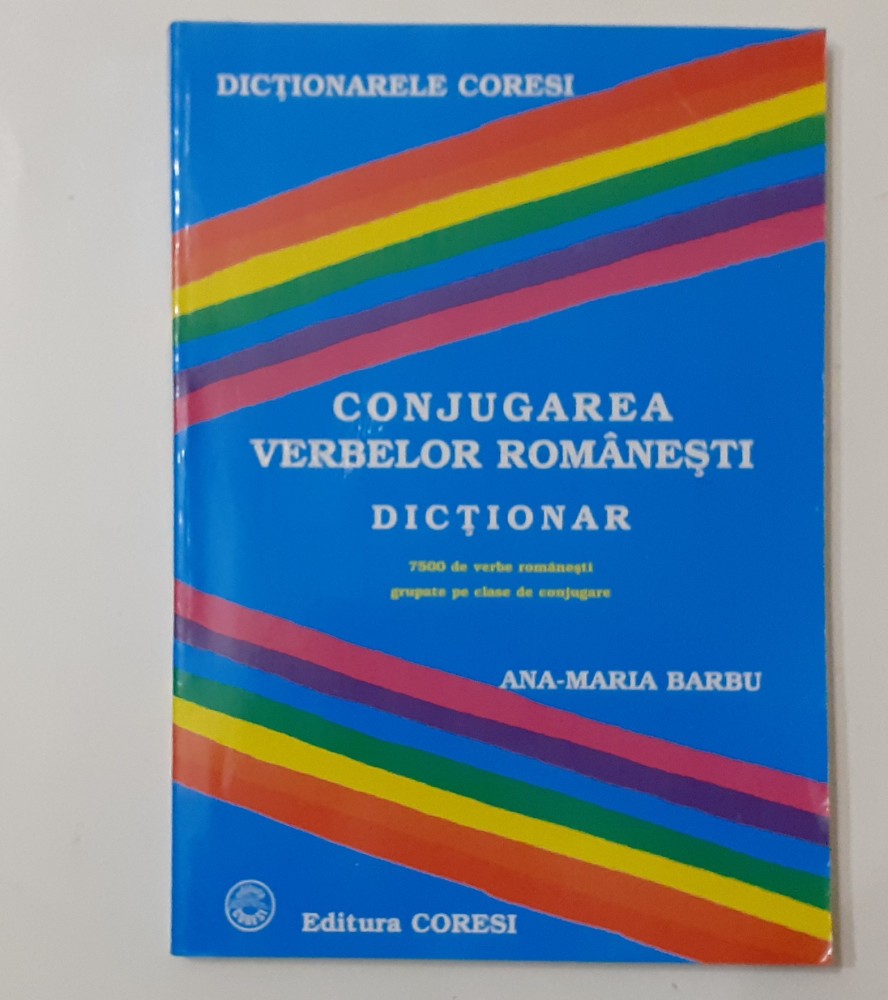 DICŢIONARELE CORESI
CONJUGAREA
VERBELOR ROMÂNEŞTI
DICŢIONAR
7500 de verbe româneşti
grupate pe clase de conjugare
ANA-MARIA BARBU
CORESI
Editura CORESI